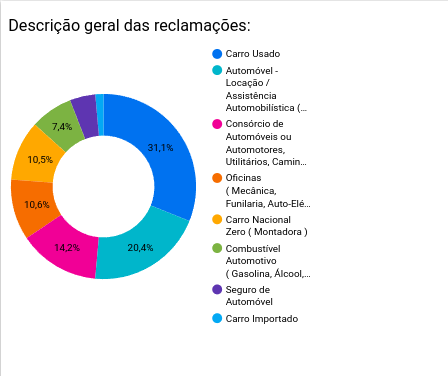 Descrição geral das reclamações:
Carro Usado
Automóvel -
Locação /
Assistência
Automobilística (…
Consórcio de
Automóveis ou
Automotores,
Utilitários, Camin…
Oficinas
( Mecânica,
Funilaria, Auto-Elé…
Carro Nacional
Zero ( Montadora )
Combustível
Automotivo
( Gasolina, Álcool,…
Seguro de
Automóvel
Carro Importado
31,1%
20,4%
14,2%
10,6%
10,5%
7,4%